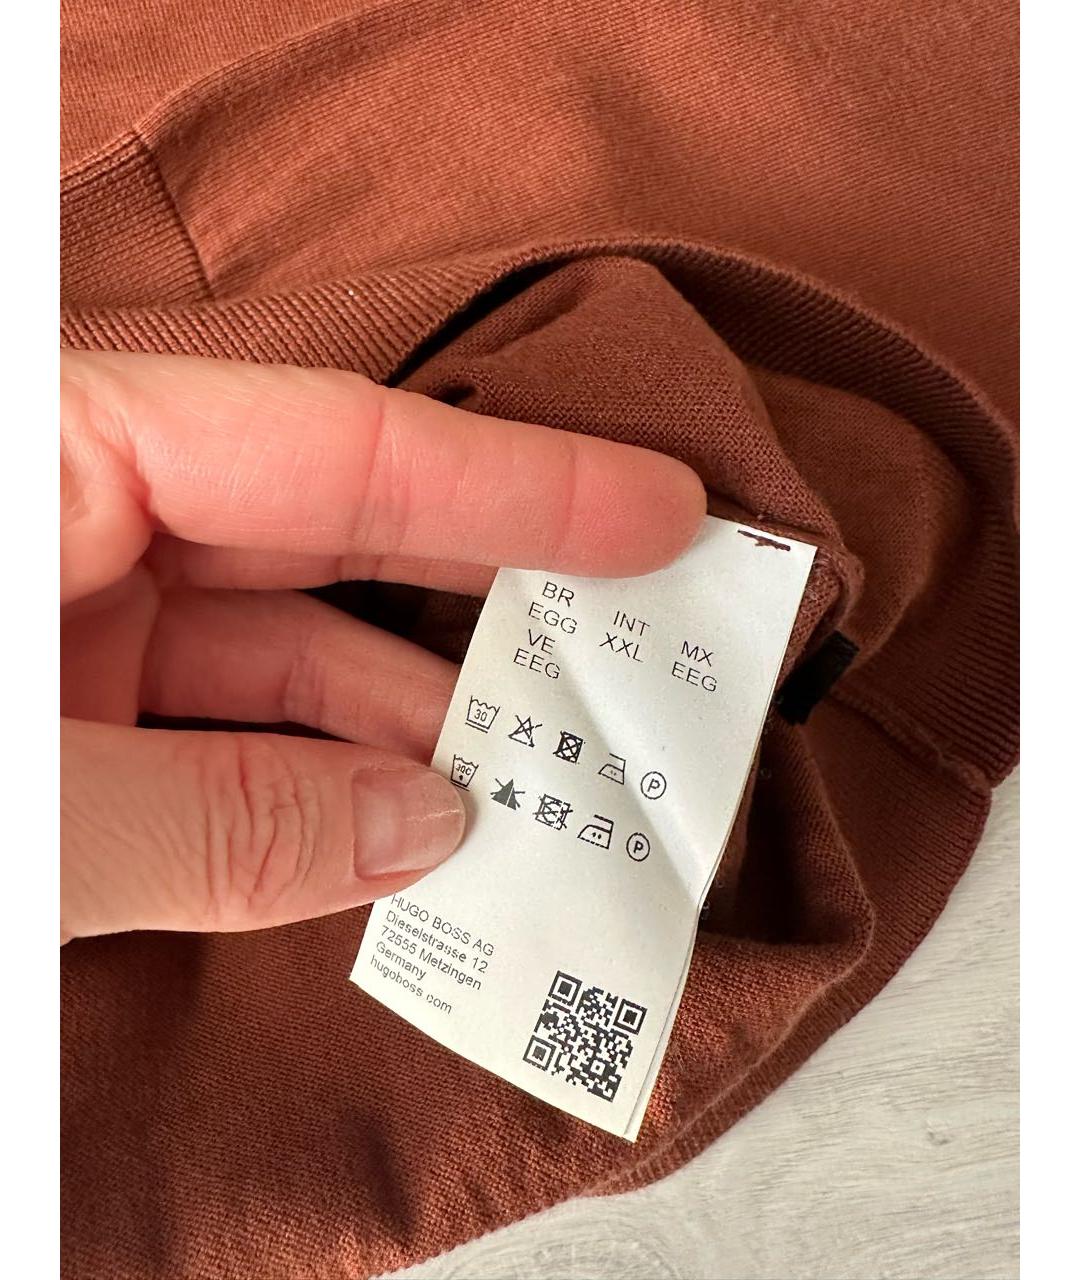 BR
EGG
INT
XXL
MX
EEG
VE
EEG
30
P
30C
P
HUGO BOSS AG
Dieselstrasse 12
72555 Metzingen
Germany
hugoboss.com